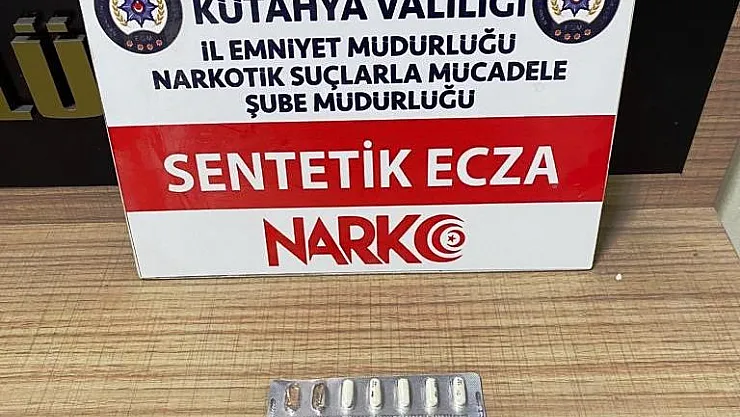 KÜTAHYA VALİLİĞİ
İL EMNİYET MÜDÜRLÜĞÜ
NARKOTİK SUÇLARLA MÜCADELE
ŞUBE MÜDÜRLÜĞÜ
SENTETİK ECZA
NARKO